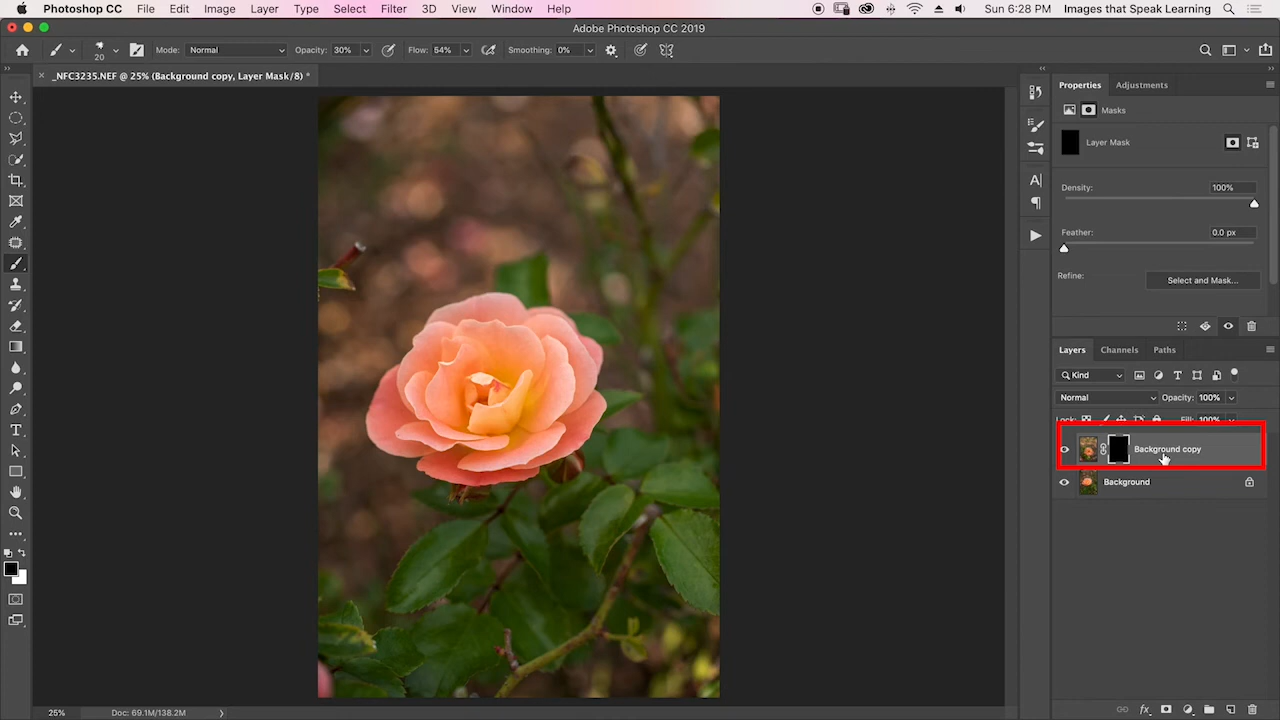 Photoshop CC File Edit Image Layer Type Select Filter 3D View Window Help Sun 6:28 PM Images that Speak Learning
Adobe Photoshop CC 2019
20 Mode: Normal Opacity: 30% Flow: 54% Smoothing: 0%
_NFC3235.NEF @ 25% (Background copy, Layer Mask/8) *
Properties Adjustments
Masks
Layer Mask
Density: 100%
Feather: 0.0 px
Refine: Select and Mask...
Layers Channels Paths
Kind
Normal Opacity: 100%
Lock: Fill: 100%
Background copy
Background
25% Doc: 69.1M/138.2M